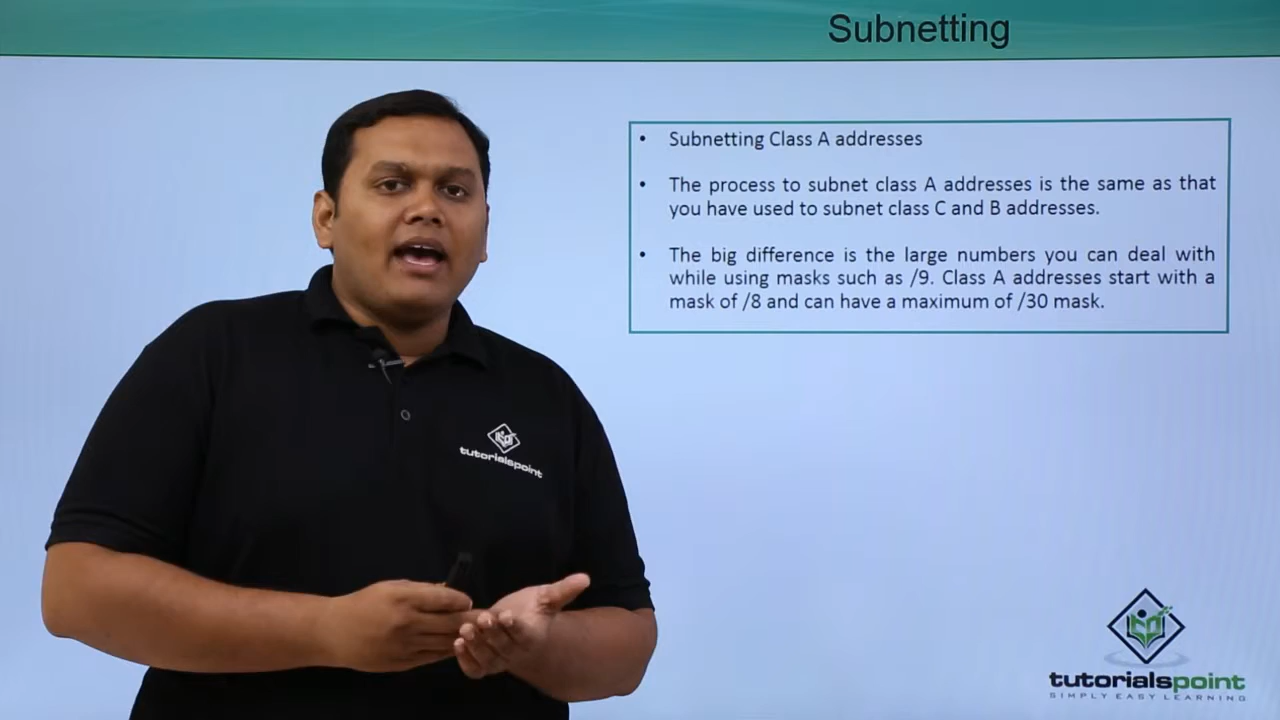 Subnetting
• Subnetting Class A addresses
• The process to subnet class A addresses is the same as that
you have used to subnet class C and B addresses.
• The big difference is the large numbers you can deal with
while using masks such as /9. Class A addresses start with a
mask of /8 and can have a maximum of /30 mask.
tutorialspoint
tutorialspoint
SIMPLY EASY LEARNING